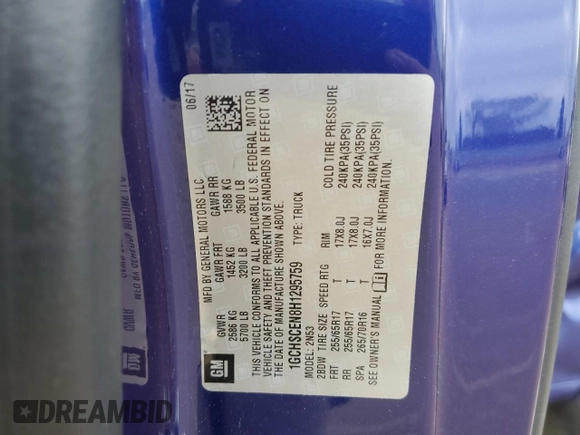 06/17
MFD BY GENERAL MOTORS LLC
GVWR GAWR FRT GAWR RR
2586 KG 1452 KG 1588 KG
5700 LB 3200 LB 3500 LB
THIS VEHICLE CONFORMS TO ALL APPLICABLE U.S. FEDERAL MOTOR
VEHICLE SAFETY AND THEFT PREVENTION STANDARDS IN EFFECT ON
THE DATE OF MANUFACTURE SHOWN ABOVE.
1GCHSCEN8H1295759 TYPE: TRUCK
MODEL: 2N53
2BDW TIRE SIZE SPEED RTG RIM COLD TIRE PRESSURE
FRT 255/65R17 T 17X8.0J 240KPA(35PSI)
RR 255/65R17 T 17X8.0J 240KPA(35PSI)
SPA 265/70R16 T 16X7.0J 240KPA(35PSI)
SEE OWNER'S MANUAL FOR MORE INFORMATION.
GM
DREAMBID